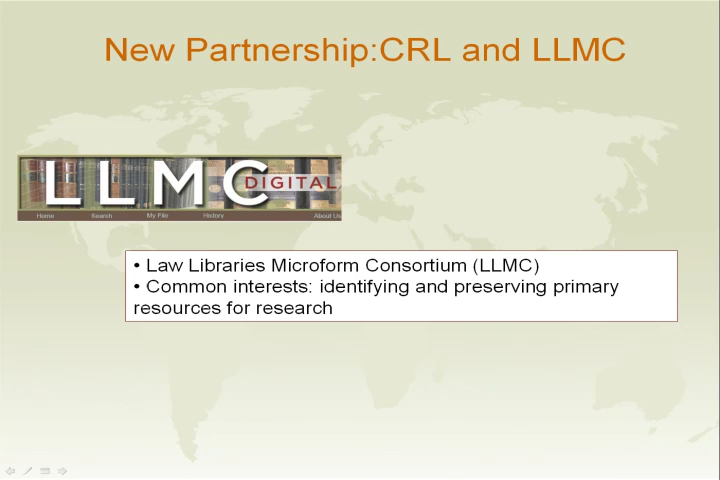 New Partnership:CRL and LLMC
LLMC
DIGITAL
Home Search My File History About Us
• Law Libraries Microform Consortium (LLMC)
• Common interests: identifying and preserving primary
resources for research